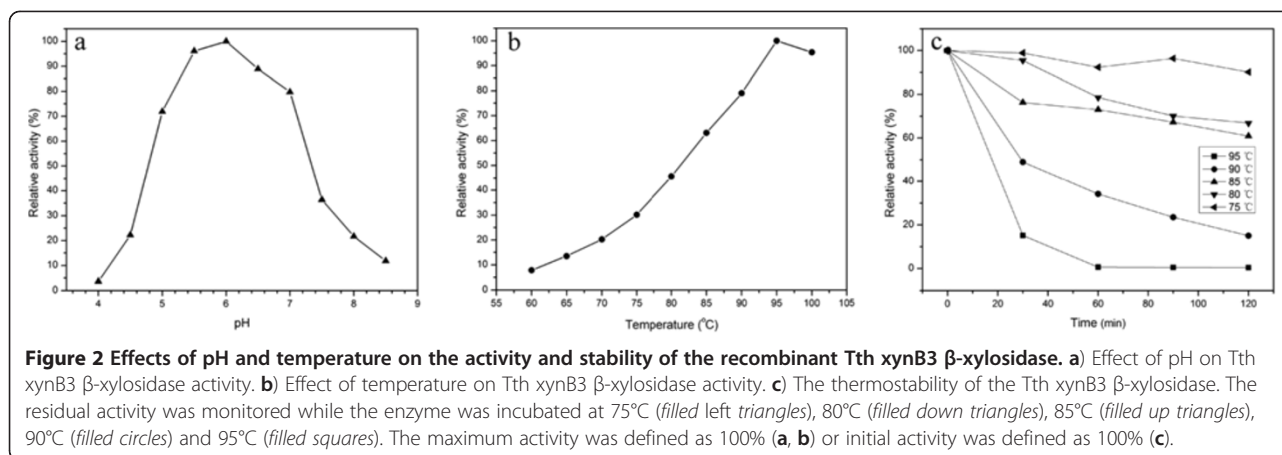 a
Relative activity (%)
100
90
80
70
60
50
40
30
20
10
0
4 5 6 7 8 9
pH
b
Relative activity (%)
100
90
80
70
60
50
40
30
20
10
0
55 60 65 70 75 80 85 90 95 100 105
Temperature (°C)
c
Relative activity (%)
100
80
60
40
20
0
95 ℃
90 ℃
85 ℃
80 ℃
75 ℃
0 20 40 60 80 100 120
Time (min)
Figure 2 Effects of pH and temperature on the activity and stability of the recombinant Tth xynB3 β-xylosidase. a) Effect of pH on Tth
xynB3 β-xylosidase activity. b) Effect of temperature on Tth xynB3 β-xylosidase activity. c) The thermostability of the Tth xynB3 β-xylosidase. The
residual activity was monitored while the enzyme was incubated at 75°C (filled left triangles), 80°C (filled down triangles), 85°C (filled up triangles),
90°C (filled circles) and 95°C (filled squares). The maximum activity was defined as 100% (a, b) or initial activity was defined as 100% (c).